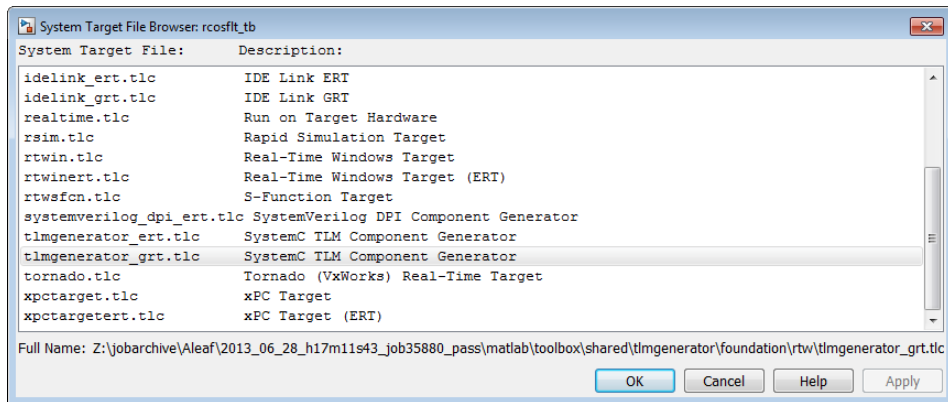 System Target File Browser: rcosflt_tb
System Target File: Description:
idelink_ert.tlc IDE Link ERT
idelink_grt.tlc IDE Link GRT
realtime.tlc Run on Target Hardware
rsim.tlc Rapid Simulation Target
rtwin.tlc Real-Time Windows Target
rtwinert.tlc Real-Time Windows Target (ERT)
rtwsfcn.tlc S-Function Target
systemverilog_dpi_ert.tlc SystemVerilog DPI Component Generator
tlmgenerator_ert.tlc SystemC TLM Component Generator
tlmgenerator_grt.tlc SystemC TLM Component Generator
tornado.tlc Tornado (VxWorks) Real-Time Target
xpctarget.tlc xPC Target
xpctargetert.tlc xPC Target (ERT)
Full Name: Z:\jobarchive\Aleaf\2013_06_28_h17m11s43_job35880_pass\matlab\toolbox\shared\tlmgenerator\foundation\rtw\tlmgenerator_grt.tlc
OK Cancel Help Apply